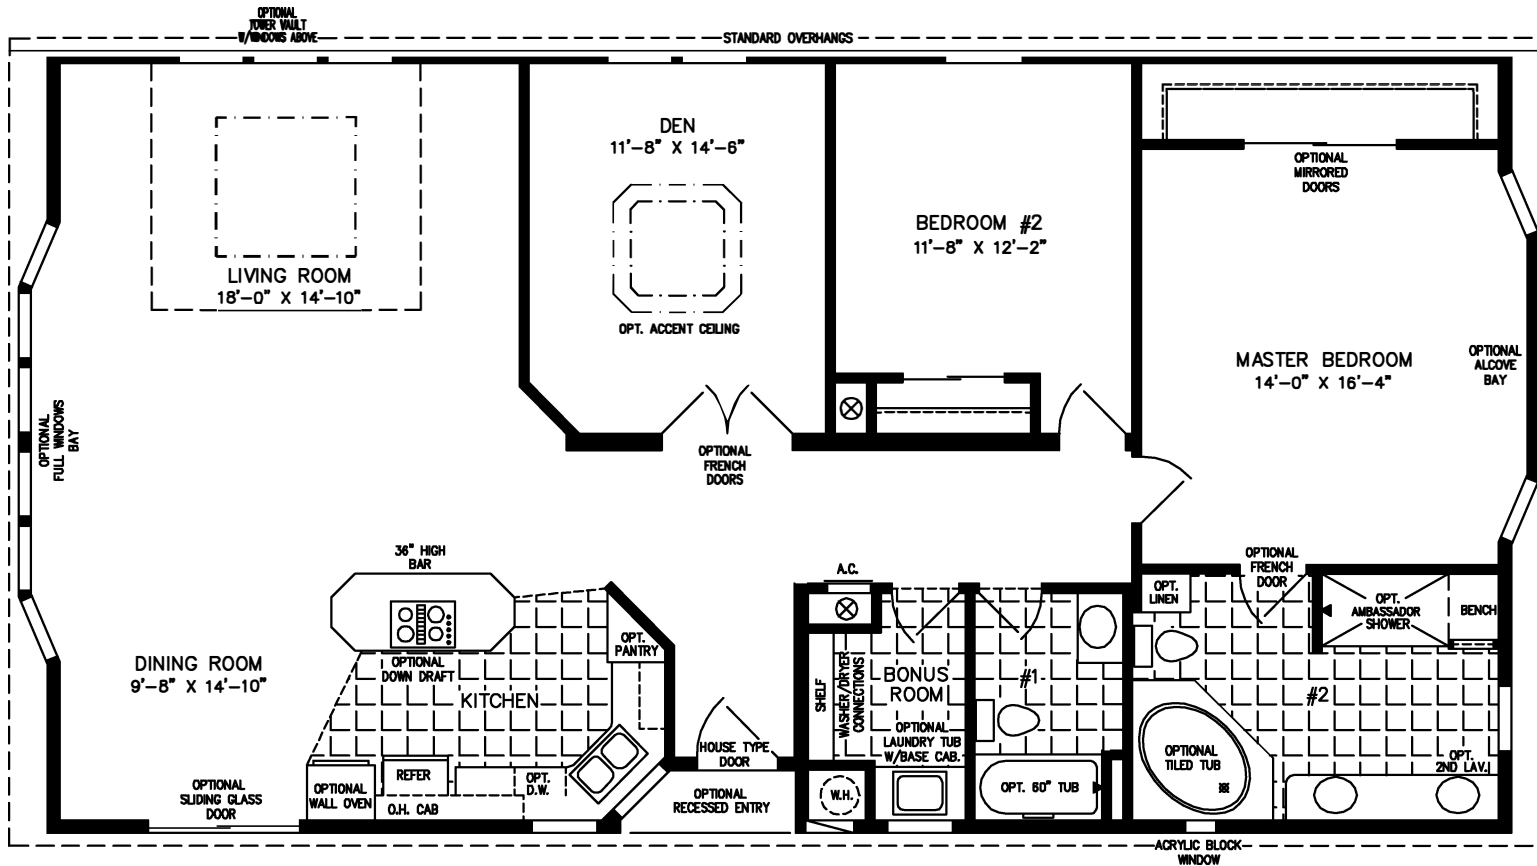 OPTIONAL
TOWER VAULT
W/WINDOWS ABOVE
STANDARD OVERHANGS
LIVING ROOM
18'-0" X 14'-10"
DEN
11'-8" X 14'-6"
OPT. ACCENT CEILING
BEDROOM #2
11'-8" X 12'-2"
OPTIONAL
MIRRORED
DOORS
MASTER BEDROOM
14'-0" X 16'-4"
OPTIONAL
ALCOVE
BAY
OPTIONAL
FULL WINDOWS
BAY
OPTIONAL
FRENCH
DOORS
36" HIGH
BAR
OPTIONAL
DOWN DRAFT
DINING ROOM
9'-8" X 14'-10"
KITCHEN
OPT.
PANTRY
OPTIONAL
SLIDING GLASS
DOOR
OPTIONAL
WALL OVEN
REFER
O.H. CAB
OPT.
D.W.
HOUSE TYPE
DOOR
OPTIONAL
RECESSED ENTRY
A.C.
SHELF
WASHER/DRYER
CONNECTIONS
BONUS
ROOM
OPTIONAL
LAUNDRY TUB
W/BASE CAB.
W.H.
#1
OPT. 60" TUB
OPT.
LINEN
OPTIONAL
FRENCH
DOOR
OPT.
AMBASSADOR
SHOWER
BENCH
#2
OPTIONAL
TILED TUB
OPT.
2ND LAV.
ACRYLIC BLOCK
WINDOW